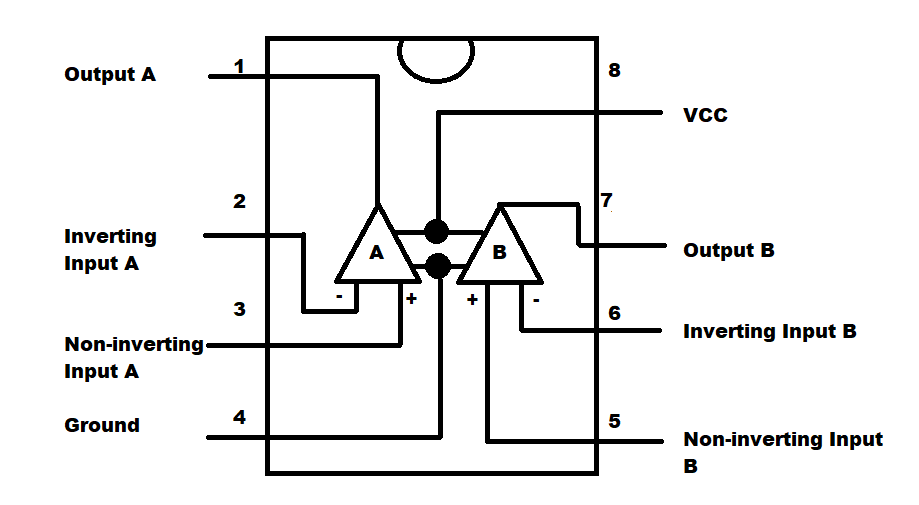 1
8
Output A
VCC
2
7
Inverting
Input A
A
B
Output B
-
+
+
-
3
6
Non-inverting
Input A
Inverting Input B
4
5
Ground
Non-inverting Input
B